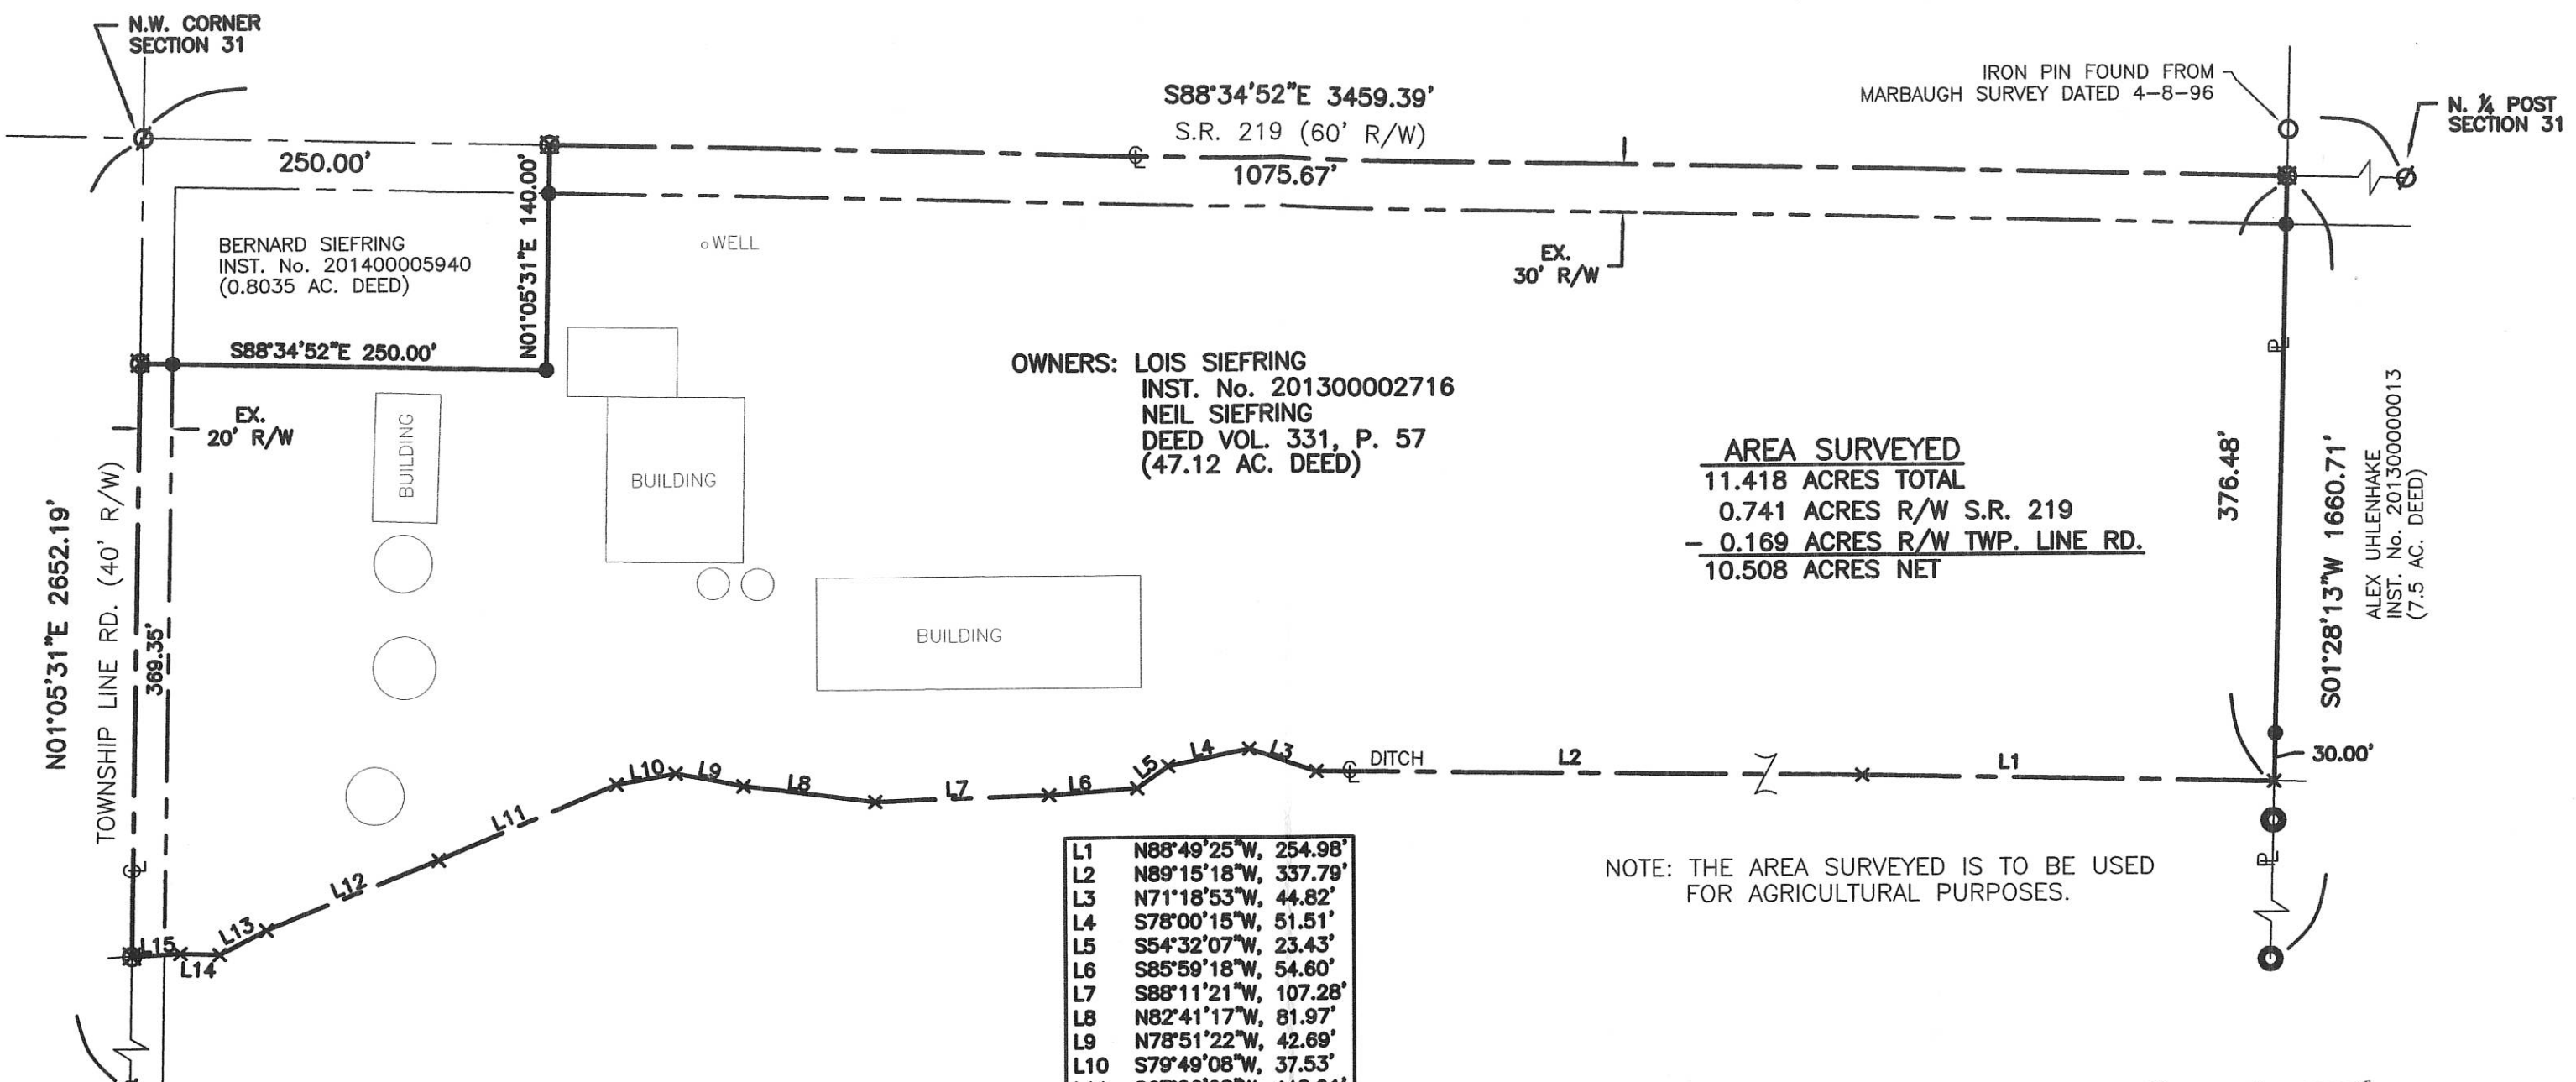 N.W. CORNER
SECTION 31
S88°34'52"E 3459.39'
S.R. 219 (60' R/W)
1075.67'
IRON PIN FOUND FROM
MARBAUGH SURVEY DATED 4-8-96
N. ¼ POST
SECTION 31
250.00'
N01°05'31"E 140.00'
BERNARD SIEFRING
INST. No. 201400005940
(0.8035 AC. DEED)
WELL
EX.
30' R/W
S88°34'52"E 250.00'
EX.
20' R/W
BUILDING
BUILDING
BUILDING
OWNERS: LOIS SIEFRING
INST. No. 201300002716
NEIL SIEFRING
DEED VOL. 331, P. 57
(47.12 AC. DEED)
AREA SURVEYED
11.418 ACRES TOTAL
0.741 ACRES R/W S.R. 219
- 0.169 ACRES R/W TWP. LINE RD.
10.508 ACRES NET
376.48'
S01°28'13"W 1660.71'
ALEX UHLENHAKE
INST. No. 201300000013
(7.5 AC. DEED)
30.00'
N01°05'31"E 2652.19'
TOWNSHIP LINE RD. (40' R/W)
369.35'
L15
L14
L13
L12
L11
L10
L9
L8
L7
L6
L5
L4
L3
DITCH
L2
L1
L1 N88°49'25"W, 254.98'
L2 N89°15'18"W, 337.79'
L3 N71°18'53"W, 44.82'
L4 S78°00'15"W, 51.51'
L5 S54°32'07"W, 23.43'
L6 S85°59'18"W, 54.60'
L7 S88°11'21"W, 107.28'
L8 N82°41'17"W, 81.97'
L9 N78°51'22"W, 42.69'
L10 S79°49'08"W, 37.53'
NOTE: THE AREA SURVEYED IS TO BE USED
FOR AGRICULTURAL PURPOSES.